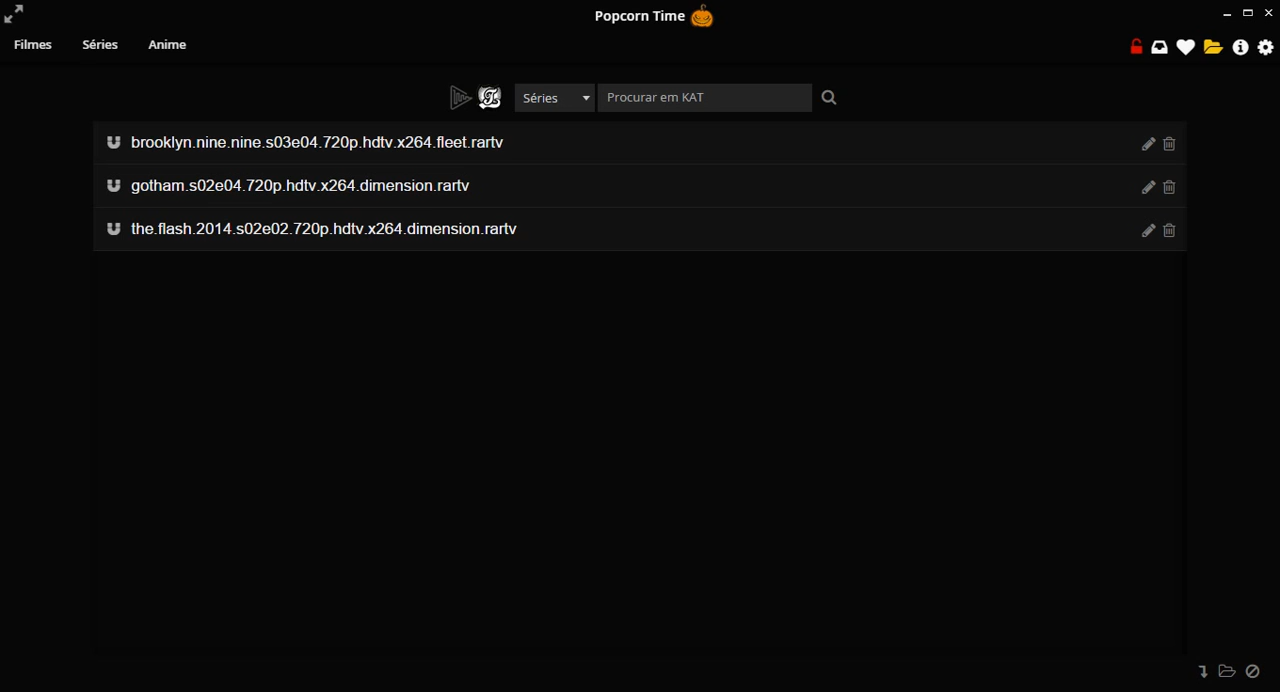 Popcorn Time
Filmes Séries Anime
Séries Procurar em KAT
brooklyn.nine.nine.s03e04.720p.hdtv.x264.fleet.rartv
gotham.s02e04.720p.hdtv.x264.dimension.rartv
the.flash.2014.s02e02.720p.hdtv.x264.dimension.rartv